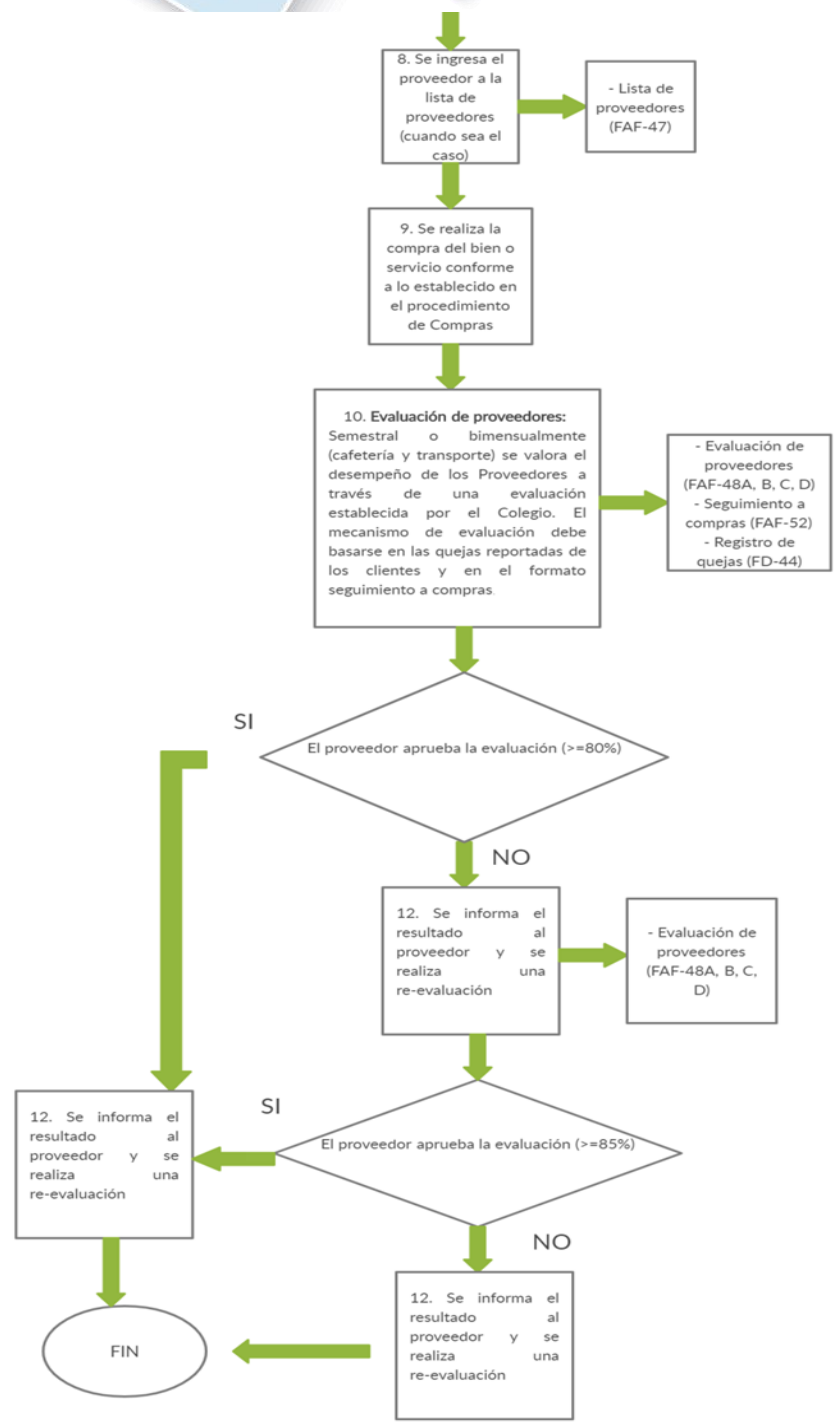 8. Se ingresa el
proveedor a la
lista de
proveedores
(cuando sea el
caso)
- Lista de
proveedores
(FAF-47)
9. Se realiza la
compra del bien o
servicio conforme
a lo establecido en
el procedimiento
de Compras
10. Evaluación de proveedores:
Semestral o bimensualmente
(cafetería y transporte) se valora el
desempeño de los Proveedores a
través de una evaluación
establecida por el Colegio. El
mecanismo de evaluación debe
basarse en las quejas reportadas de
los clientes y en el formato
seguimiento a compras.
- Evaluación de
proveedores
(FAF-48A, B, C, D)
- Seguimiento a
compras (FAF-52)
- Registro de
quejas (FD-44)
SI
El proveedor aprueba la evaluación (>=80%)
NO
12. Se informa el
resultado al
proveedor y se
realiza una
re-evaluación
- Evaluación de
proveedores
(FAF-48A, B, C,
D)
SI
El proveedor aprueba la evaluación (>=85%)
12. Se informa el
resultado al
proveedor y se
realiza una
re-evaluación
NO
12. Se informa el
resultado al
proveedor y se
realiza una
re-evaluación
FIN